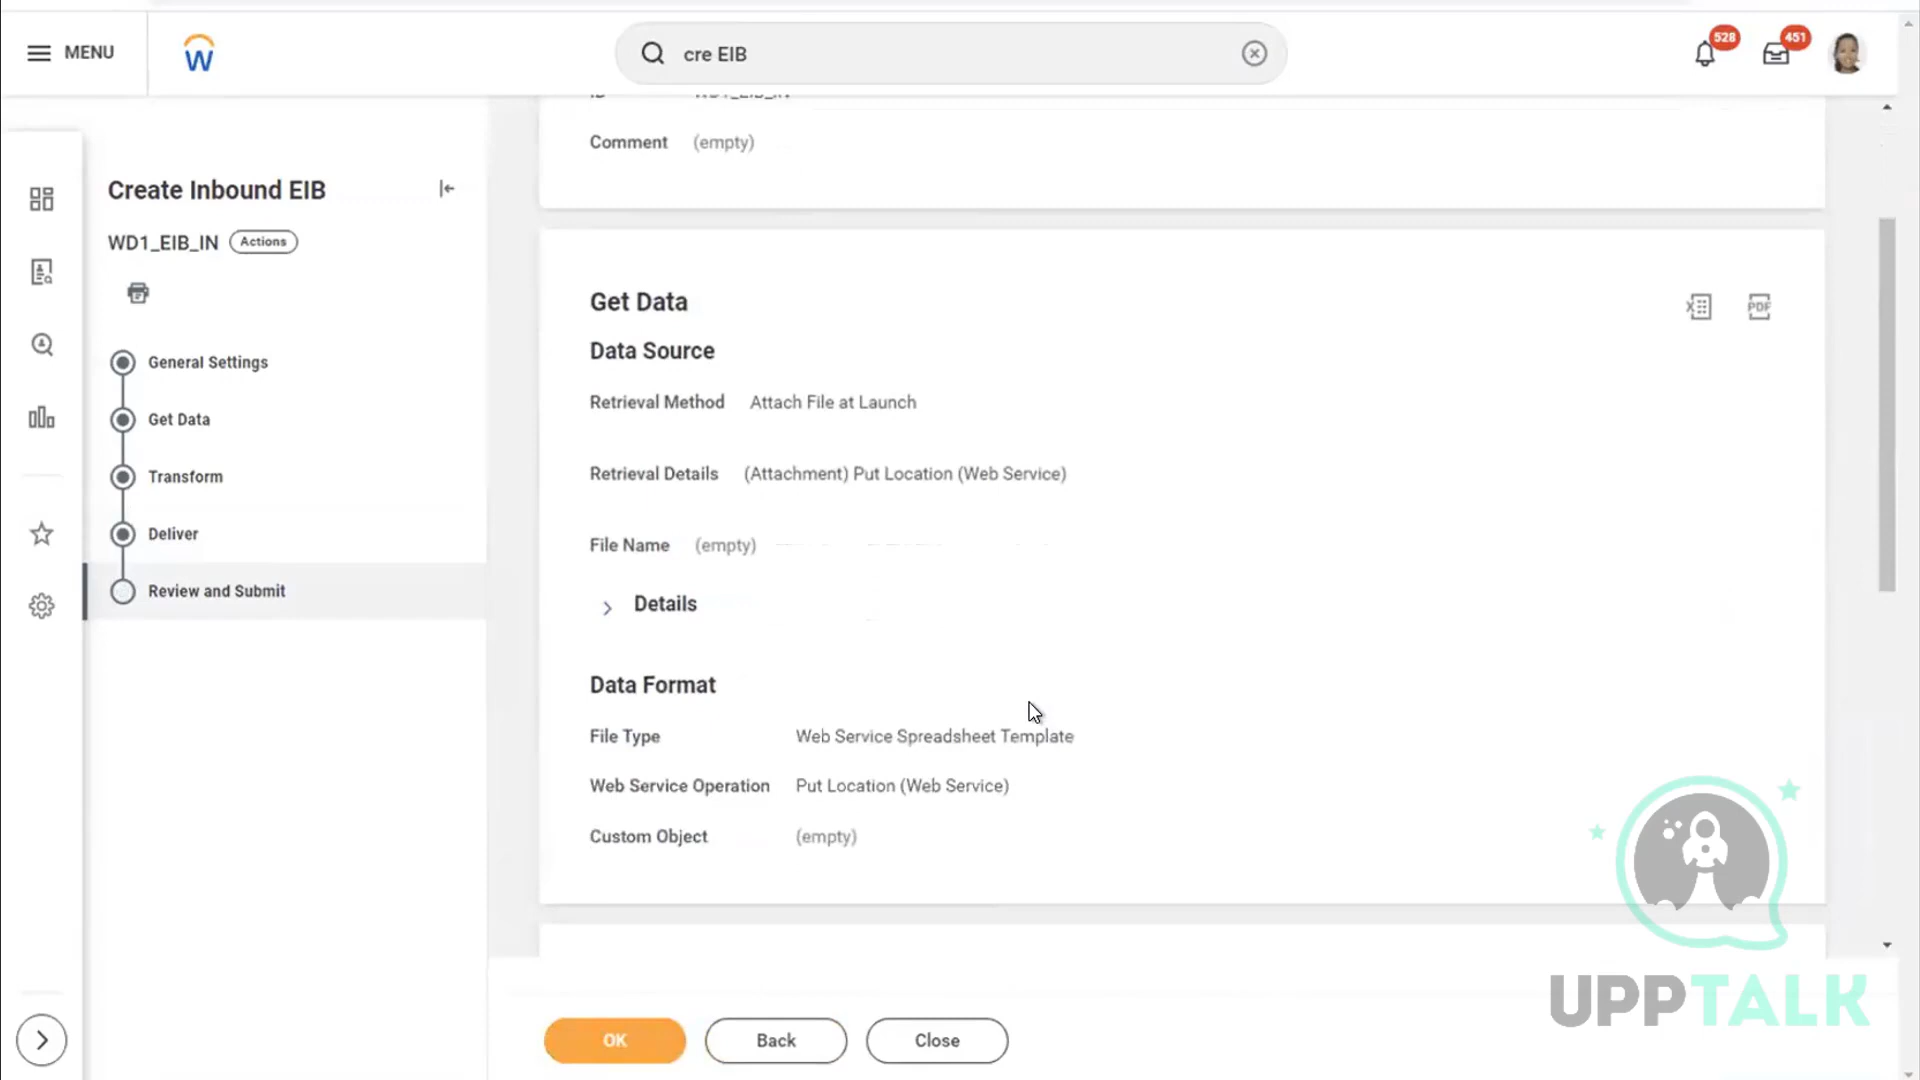 MENU
cre EIB
528
451
Create Inbound EIB
WD1_EIB_IN
Actions
General Settings
Get Data
Transform
Deliver
Review and Submit
Comment (empty)
Get Data
PDF
Data Source
Retrieval Method Attach File at Launch
Retrieval Details (Attachment) Put Location (Web Service)
File Name (empty)
Details
Data Format
File Type Web Service Spreadsheet Template
Web Service Operation Put Location (Web Service)
Custom Object (empty)
OK
Back
Close
UPPTALK